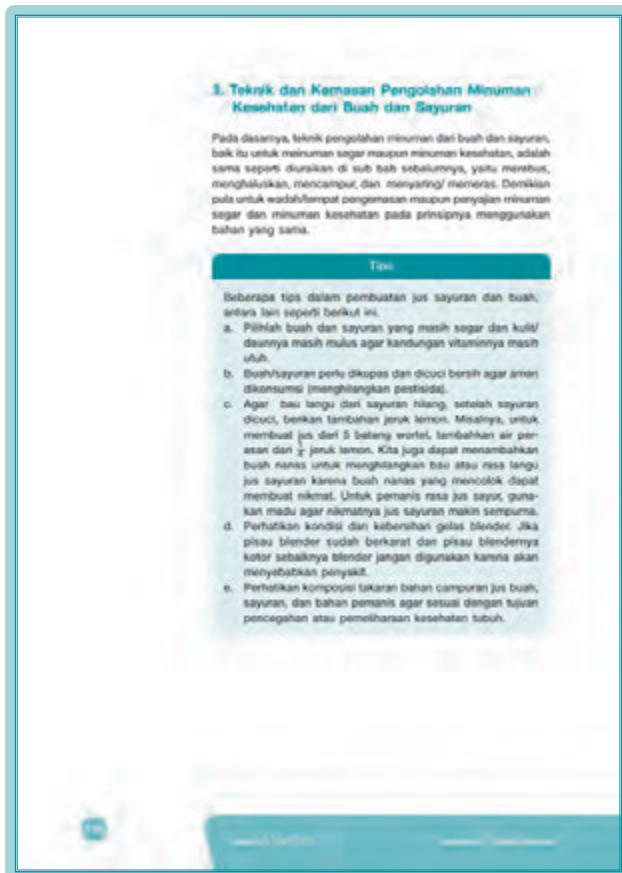 3. Teknik dan Kemasan Pengolahan Minuman
Kesehatan dari Buah dan Sayuran
Pada dasarnya, teknik pengolahan minuman dari buah dan sayuran,
baik itu untuk meinuman segar maupun minuman kesehatan, adalah
sama seperti diuraikan di sub bab sebelumnya, yaitu merebus,
menghaluskan, mencampur, dan menyaring/ memeras. Demikian
pula untuk wadah/tempat pengemasan maupun penyajian minuman
segar dan minuman kesehatan pada prinsipnya menggunakan
bahan yang sama.
Tips
Beberapa tips dalam pembuatan jus sayuran dan buah,
antara lain seperti berikut ini.
a. Pilihlah buah dan sayuran yang masih segar dan kulit/
daunnya masih mulus agar kandungan vitaminnya masih
utuh.
b. Buah/sayuran perlu dikupas dan dicuci bersih agar aman
dikonsumsi (menghilangkan pestisida).
c. Agar bau langu dari sayuran hilang, setelah sayuran
dicuci, berikan tambahan jeruk lemon. Misalnya, untuk
membuat jus dari 5 batang wortel, tambahkan air per-
asan dari jeruk lemon. Kita juga dapat menambahkan
buah nanas untuk menghilangkan bau atau rasa langu
jus sayuran karena buah nanas yang mencolok dapat
membuat nikmat. Untuk pemanis rasa jus sayur, guna-
kan madu agar nikmatnya jus sayuran makin sempurna.
d. Perhatikan kondisi dan kebersihan gelas blender. Jika
pisau blender sudah berkarat dan pisau blendernya
kotor sebaiknya blender jangan digunakan karena akan
menyebabkan penyakit.
e. Perhatikan komposisi takaran bahan campuran jus buah,
sayuran, dan bahan pemanis agar sesuai dengan tujuan
pencegahan atau pemeliharaan kesehatan tubuh.